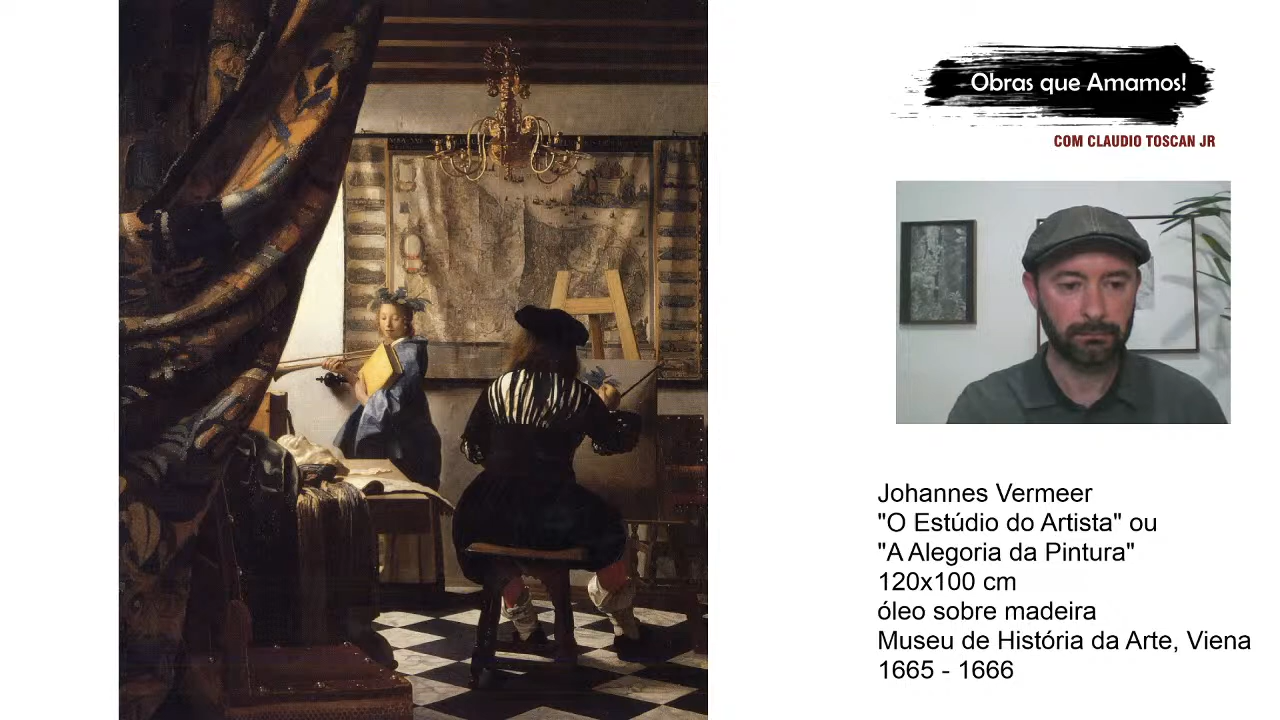 Obras que Amamos!
COM CLAUDIO TOSCAN JR
Johannes Vermeer
"O Estúdio do Artista" ou
"A Alegoria da Pintura"
120x100 cm
óleo sobre madeira
Museu de História da Arte, Viena
1665 - 1666